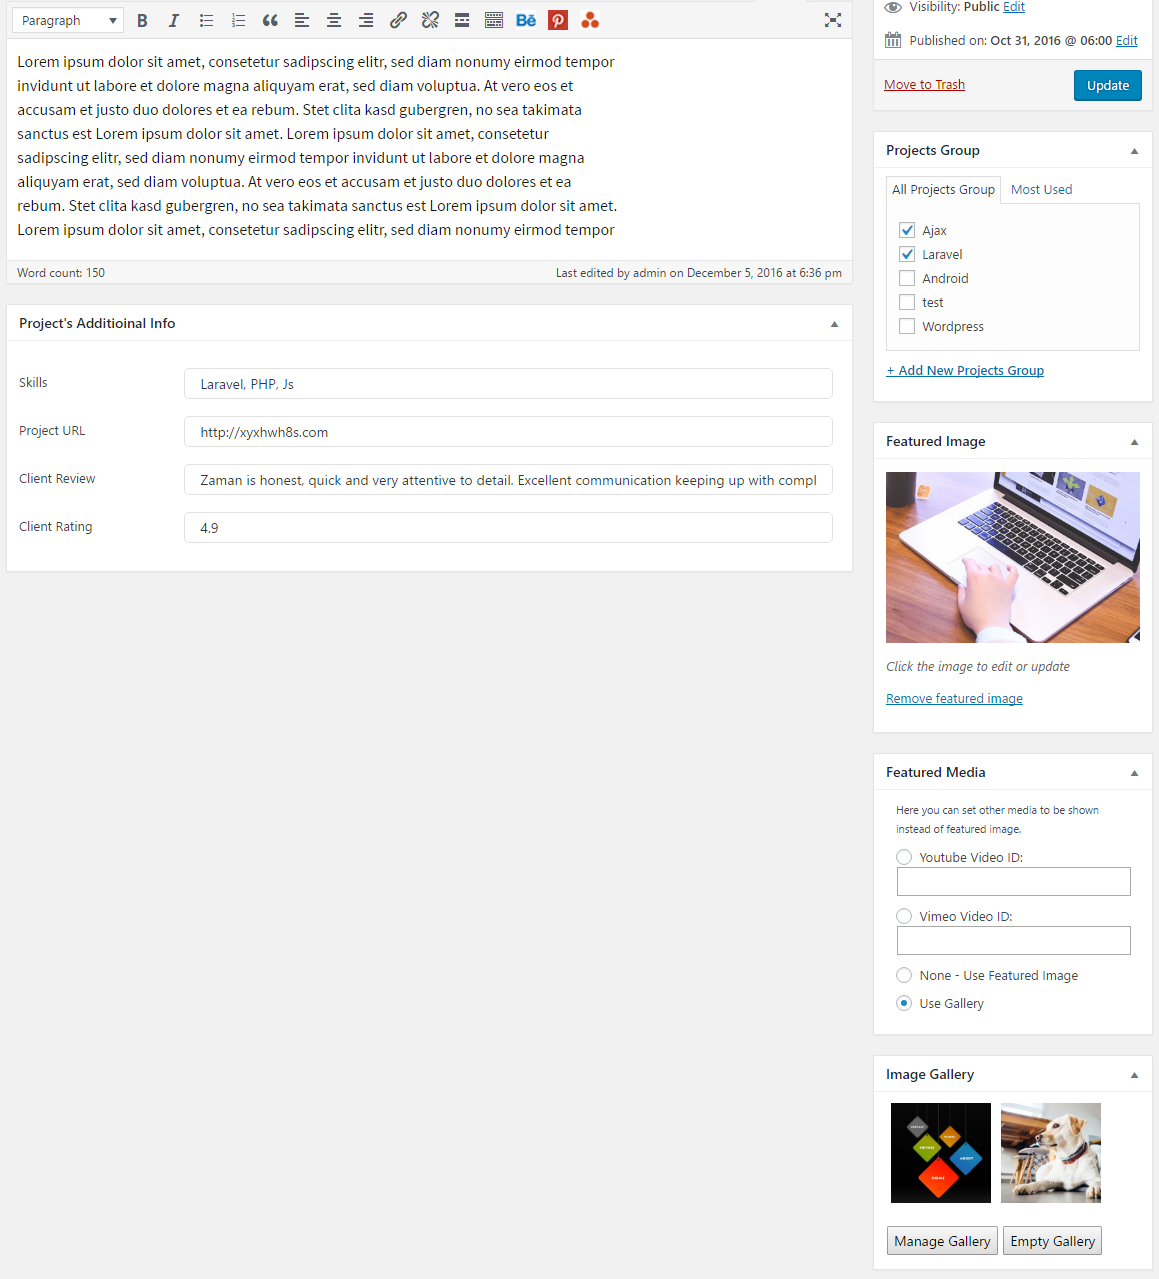 Paragraph
B
I
Bē
Lorem ipsum dolor sit amet, consetetur sadipscing elitr, sed diam nonumy eirmod tempor
invidunt ut labore et dolore magna aliquyam erat, sed diam voluptua. At vero eos et
accusam et justo duo dolores et ea rebum. Stet clita kasd gubergren, no sea takimata
sanctus est Lorem ipsum dolor sit amet. Lorem ipsum dolor sit amet, consetetur
sadipscing elitr, sed diam nonumy eirmod tempor invidunt ut labore et dolore magna
aliquyam erat, sed diam voluptua. At vero eos et accusam et justo duo dolores et ea
rebum. Stet clita kasd gubergren, no sea takimata sanctus est Lorem ipsum dolor sit amet.
Lorem ipsum dolor sit amet, consetetur sadipscing elitr, sed diam nonumy eirmod tempor
Word count: 150
Last edited by admin on December 5, 2016 at 6:36 pm
Project's Additioinal Info
Skills
Laravel, PHP, Js
Project URL
http://xyxhwh8s.com
Client Review
Zaman is honest, quick and very attentive to detail. Excellent communication keeping up with compl
Client Rating
4.9
Visibility: Public Edit
Published on: Oct 31, 2016 @ 06:00 Edit
Move to Trash
Update
Projects Group
All Projects Group
Most Used
Ajax
Laravel
Android
test
Wordpress
+ Add New Projects Group
Featured Image
Click the image to edit or update
Remove featured image
Featured Media
Here you can set other media to be shown
instead of featured image.
Youtube Video ID:
Vimeo Video ID:
None - Use Featured Image
Use Gallery
Image Gallery
ABOUT
HOUSE
Manage Gallery
Empty Gallery